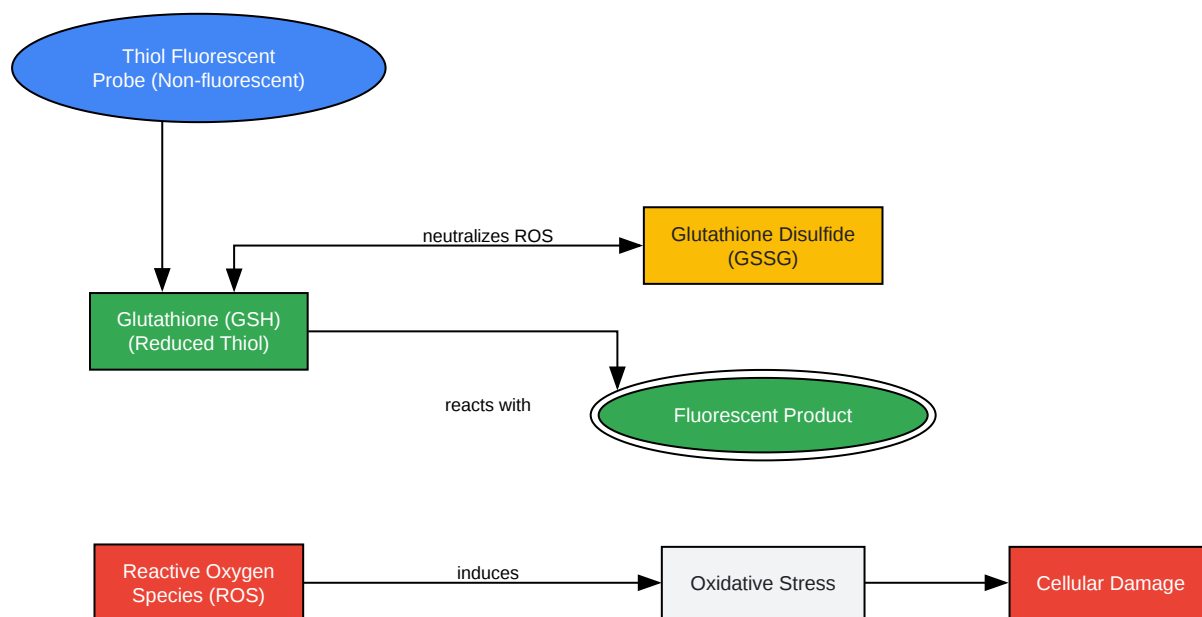 Thiol Fluorescent
Probe (Non-fluorescent)
neutralizes ROS
Glutathione Disulfide
(GSSG)
Glutathione (GSH)
(Reduced Thiol)
reacts with
Fluorescent Product
Reactive Oxygen
Species (ROS)
induces
Oxidative Stress
Cellular Damage